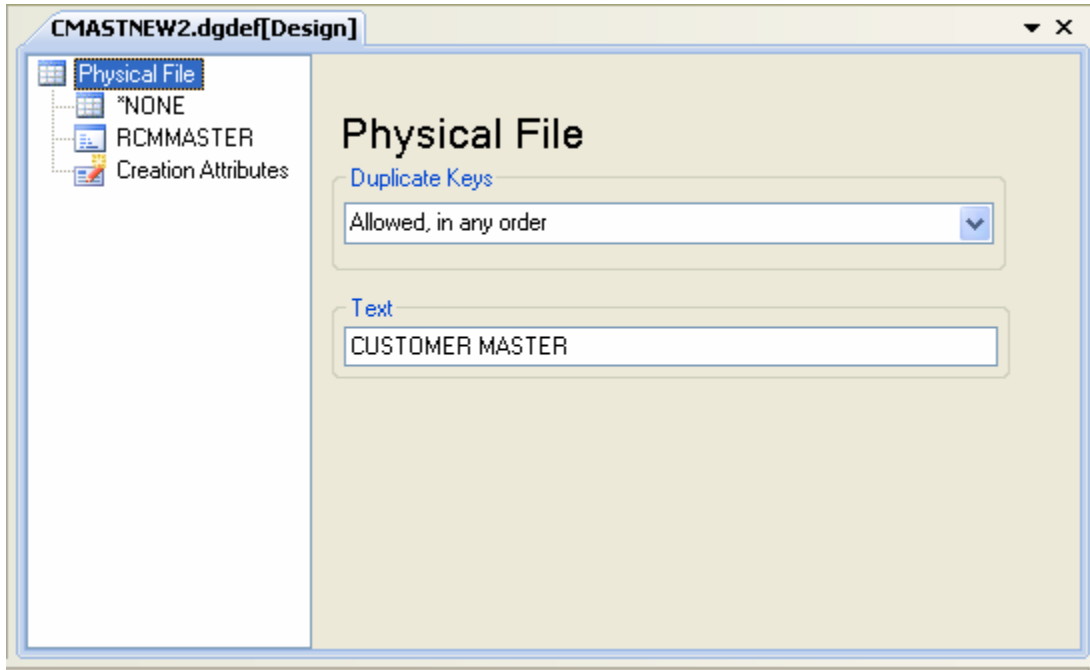 CMASTNEW2.dgdef[Design]
Physical File
*NONE
RCMMASTER
Creation Attributes
Physical File
Duplicate Keys
Allowed, in any order
Text
CUSTOMER MASTER